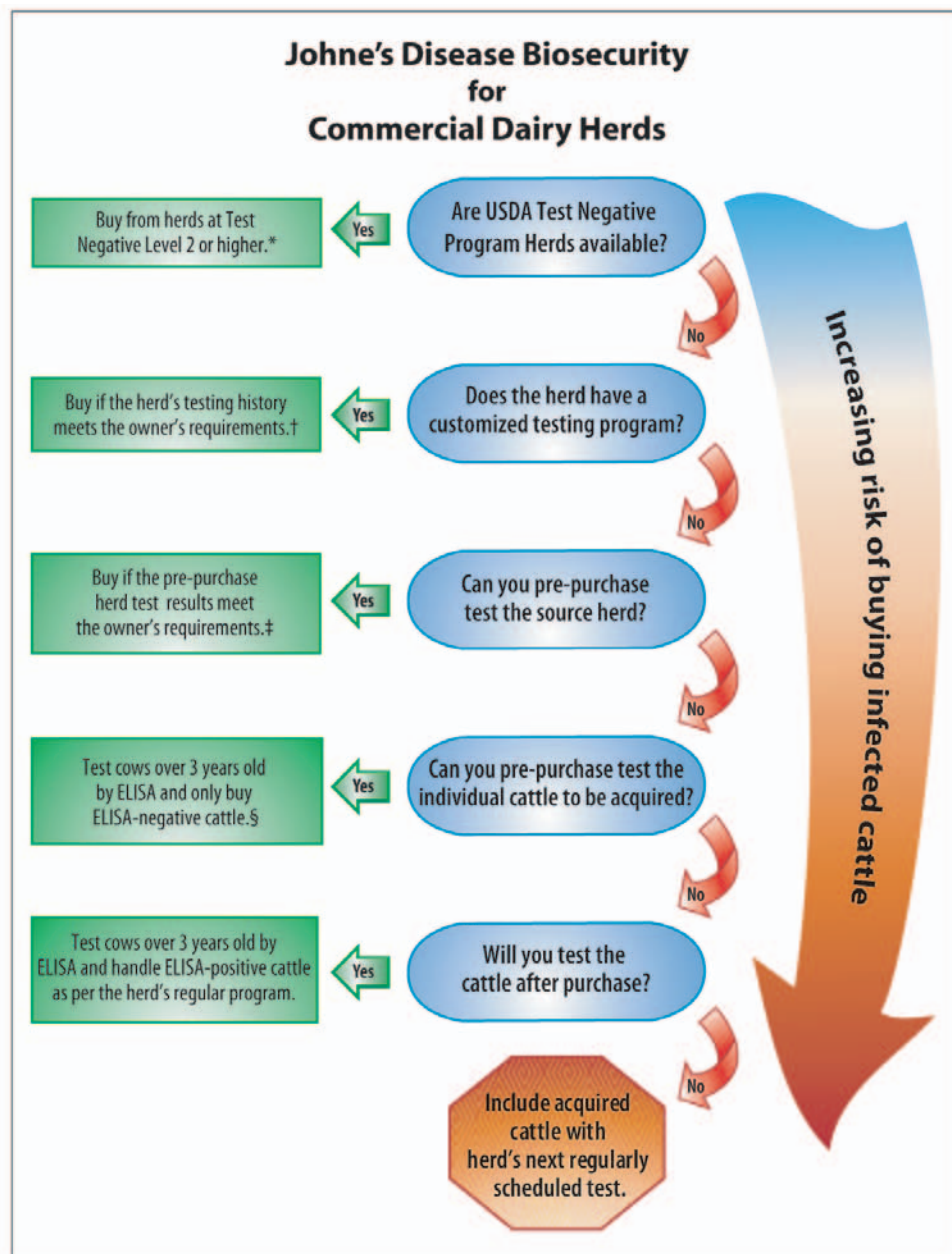 Johne's Disease Biosecurity
for
Commercial Dairy Herds
Are USDA Test Negative
Program Herds available?
Yes
Buy from herds at Test
Negative Level 2 or higher.*
No
Does the herd have a
customized testing program?
Yes
Buy if the herd's testing history
meets the owner's requirements.†
No
Can you pre-purchase
test the source herd?
Yes
Buy if the pre-purchase
herd test results meet
the owner's requirements.‡
No
Can you pre-purchase test the
individual cattle to be acquired?
Yes
Test cows over 3 years old
by ELISA and only buy
ELISA-negative cattle.§
No
Will you test the
cattle after purchase?
Yes
Test cows over 3 years old by
ELISA and handle ELISA-positive cattle
as per the herd's regular program.
No
Include acquired
cattle with
herd's next regularly
scheduled test.
Increasing risk of buying infected cattle